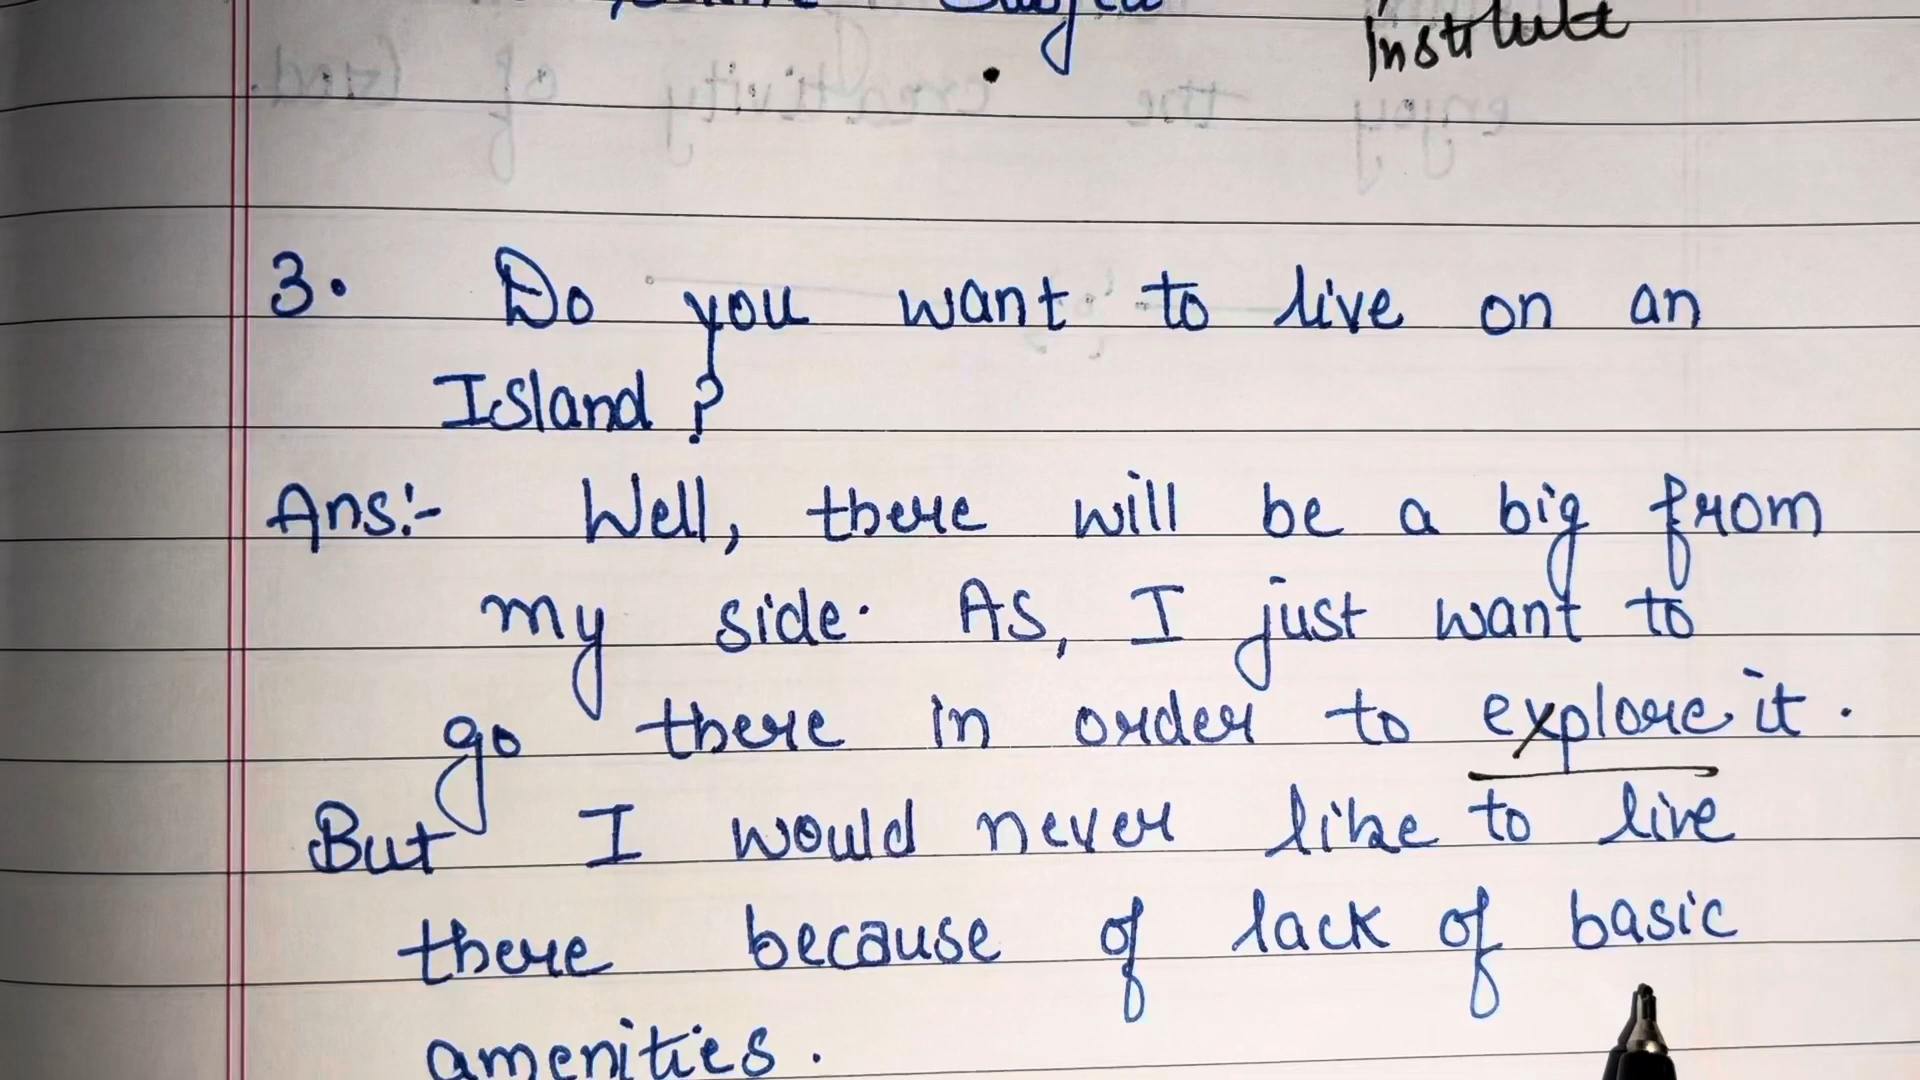 Institute
3. Do you want to live on an
Island?
Ans:- Well, there will be a big from
my side. As, I just want to
go there in order to explore it.
But I would never like to live
there because of lack of basic
amenities.